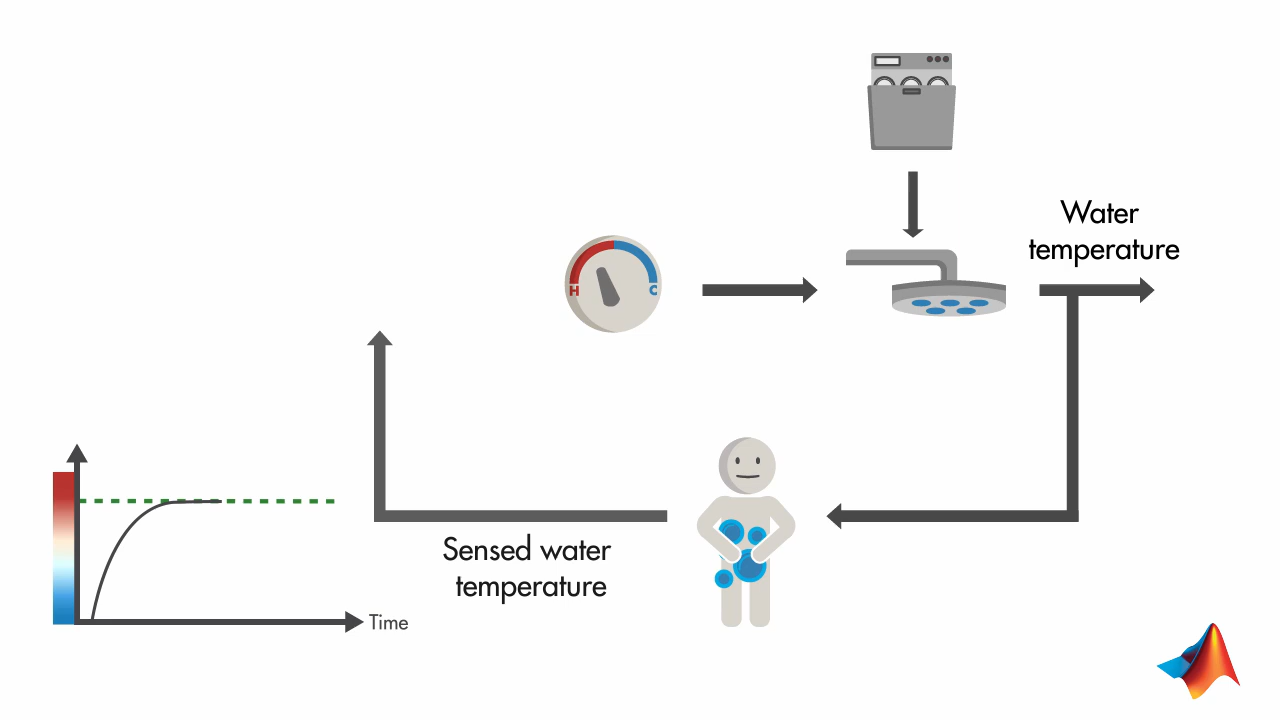 Water
temperature
H
C
Sensed water
temperature
Time